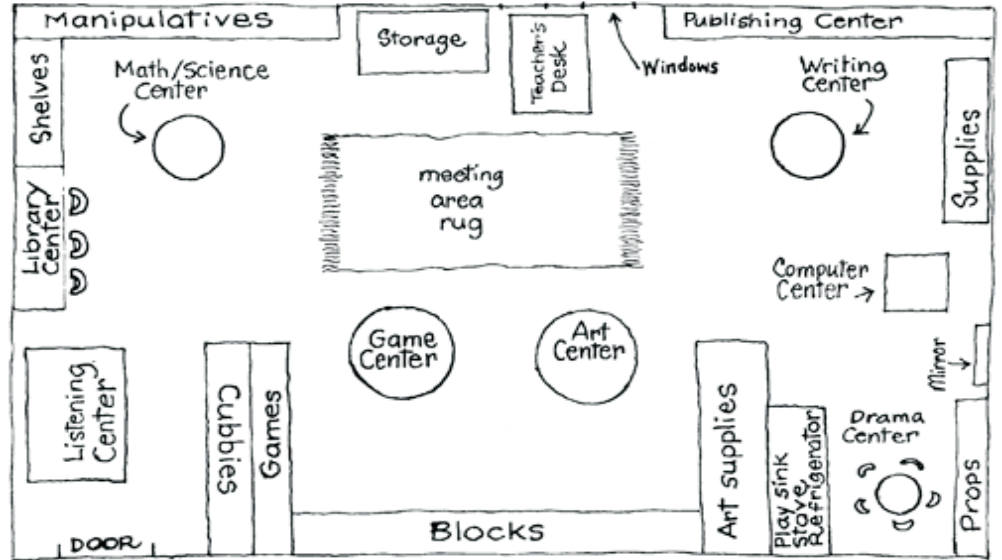 Manipulatives
Storage
Teacher's
Desk
Windows
Publishing Center
Shelves
Math/Science
Center
Writing
Center
Supplies
meeting
area
rug
Library
Center
Computer
Center
Game
Center
Art
Center
Mirror
Listening
Center
Cubbies
Games
Art supplies
Play sink
Stove,
Refrigerator
Drama
Center
Props
Blocks
DOOR